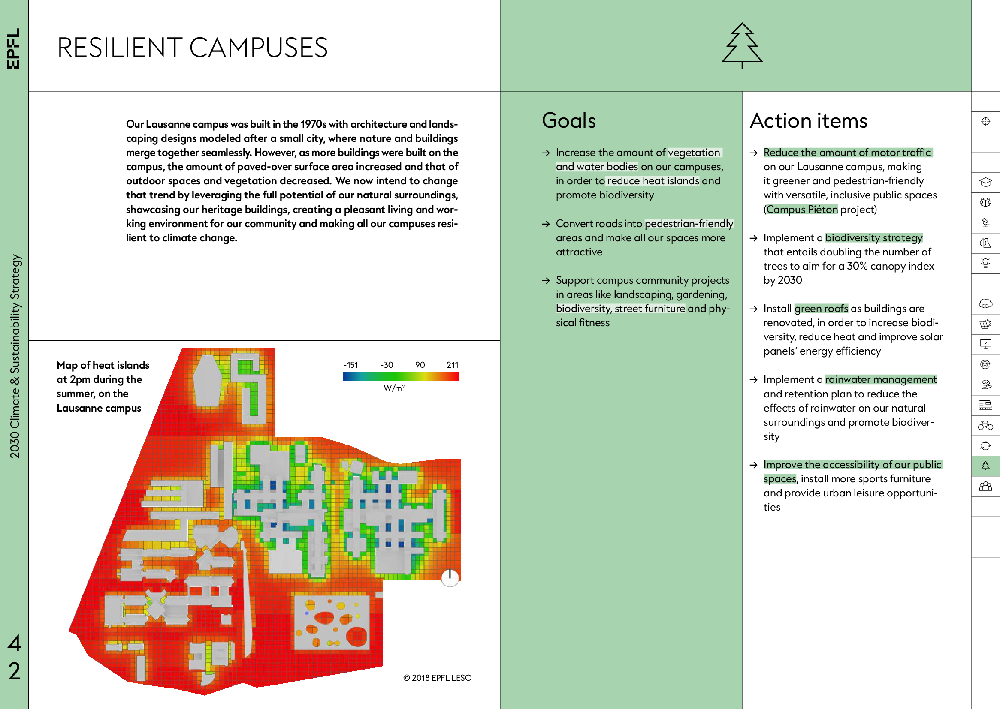 EPFL
2030 Climate & Sustainability Strategy
4
2
RESILIENT CAMPUSES
Our Lausanne campus was built in the 1970s with architecture and lands-
caping designs modeled after a small city, where nature and buildings
merge together seamlessly. However, as more buildings were built on the
campus, the amount of paved-over surface area increased and that of
outdoor spaces and vegetation decreased. We now intend to change
that trend by leveraging the full potential of our natural surroundings,
showcasing our heritage buildings, creating a pleasant living and wor-
king environment for our community and making all our campuses resi-
lient to climate change.
Map of heat islands
at 2pm during the
summer, on the
Lausanne campus
-151 -30 90 211
W/m²
© 2018 EPFL LESO
Goals
→ Increase the amount of vegetation
and water bodies on our campuses,
in order to reduce heat islands and
promote biodiversity
→ Convert roads into pedestrian-friendly
areas and make all our spaces more
attractive
→ Support campus community projects
in areas like landscaping, gardening,
biodiversity, street furniture and phy-
sical fitness
Action items
→ Reduce the amount of motor traffic
on our Lausanne campus, making
it greener and pedestrian-friendly
with versatile, inclusive public spaces
(Campus Piéton project)
→ Implement a biodiversity strategy
that entails doubling the number of
trees to aim for a 30% canopy index
by 2030
→ Install green roofs as buildings are
renovated, in order to increase biodi-
versity, reduce heat and improve solar
panels’ energy efficiency
→ Implement a rainwater management
and retention plan to reduce the
effects of rainwater on our natural
surroundings and promote biodiver-
sity
→ Improve the accessibility of our public
spaces, install more sports furniture
and provide urban leisure opportuni-
ties
CO₂